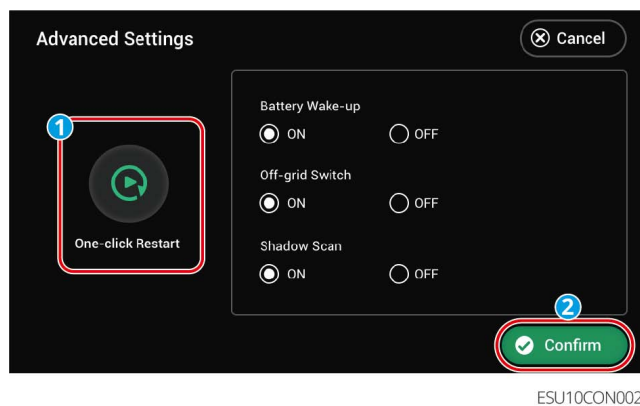 Advanced Settings
Cancel
1
One-click Restart
Battery Wake-up
ON OFF
Off-grid Switch
ON OFF
Shadow Scan
ON OFF
2
Confirm
ESU10CON002